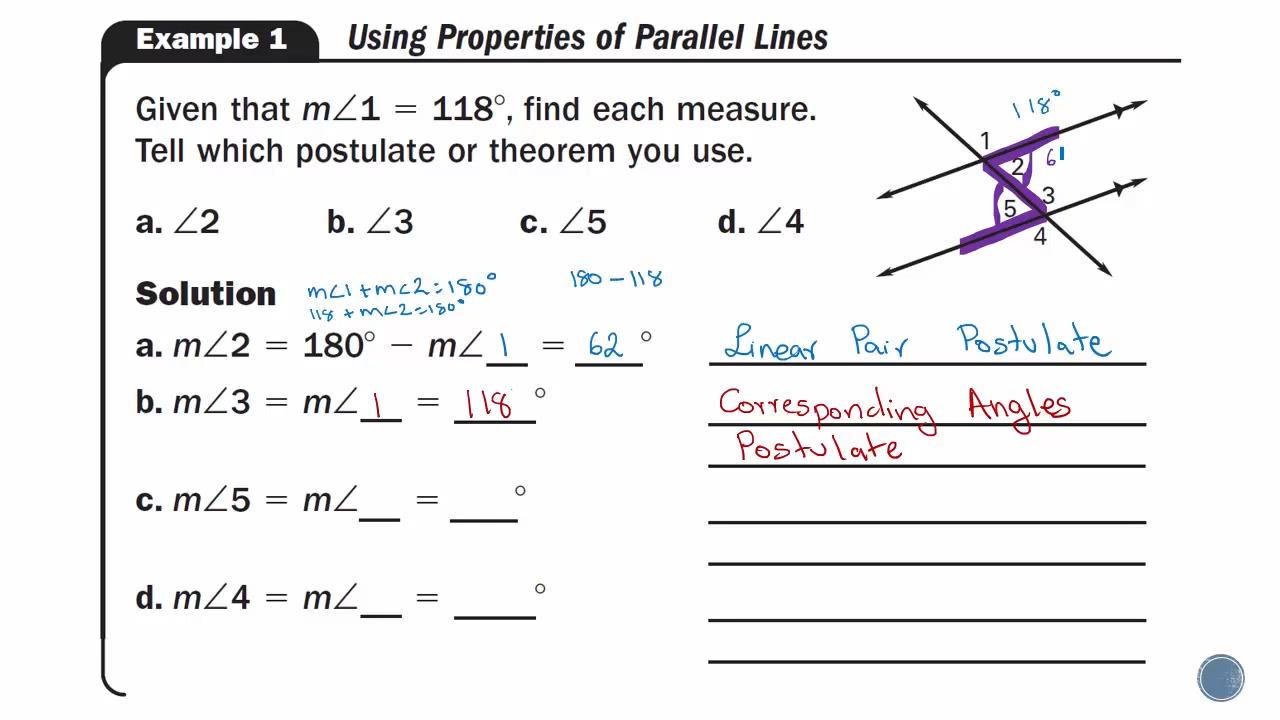 Example 1 Using Properties of Parallel Lines
Given that m∠1 = 118°, find each measure.
Tell which postulate or theorem you use.
118°
1
2
61
3
5
4
a. ∠2 b. ∠3 c. ∠5 d. ∠4
Solution
m∠1 + m∠2 = 180° 180 - 118
118 + m∠2 = 180°
a. m∠2 = 180° − m∠ 1 = 62 ° Linear Pair Postulate
b. m∠3 = m∠ 1 = 118 ° Corresponding Angles
Postulate
c. m∠5 = m∠__ = ____ °
d. m∠4 = m∠__ = ____ °